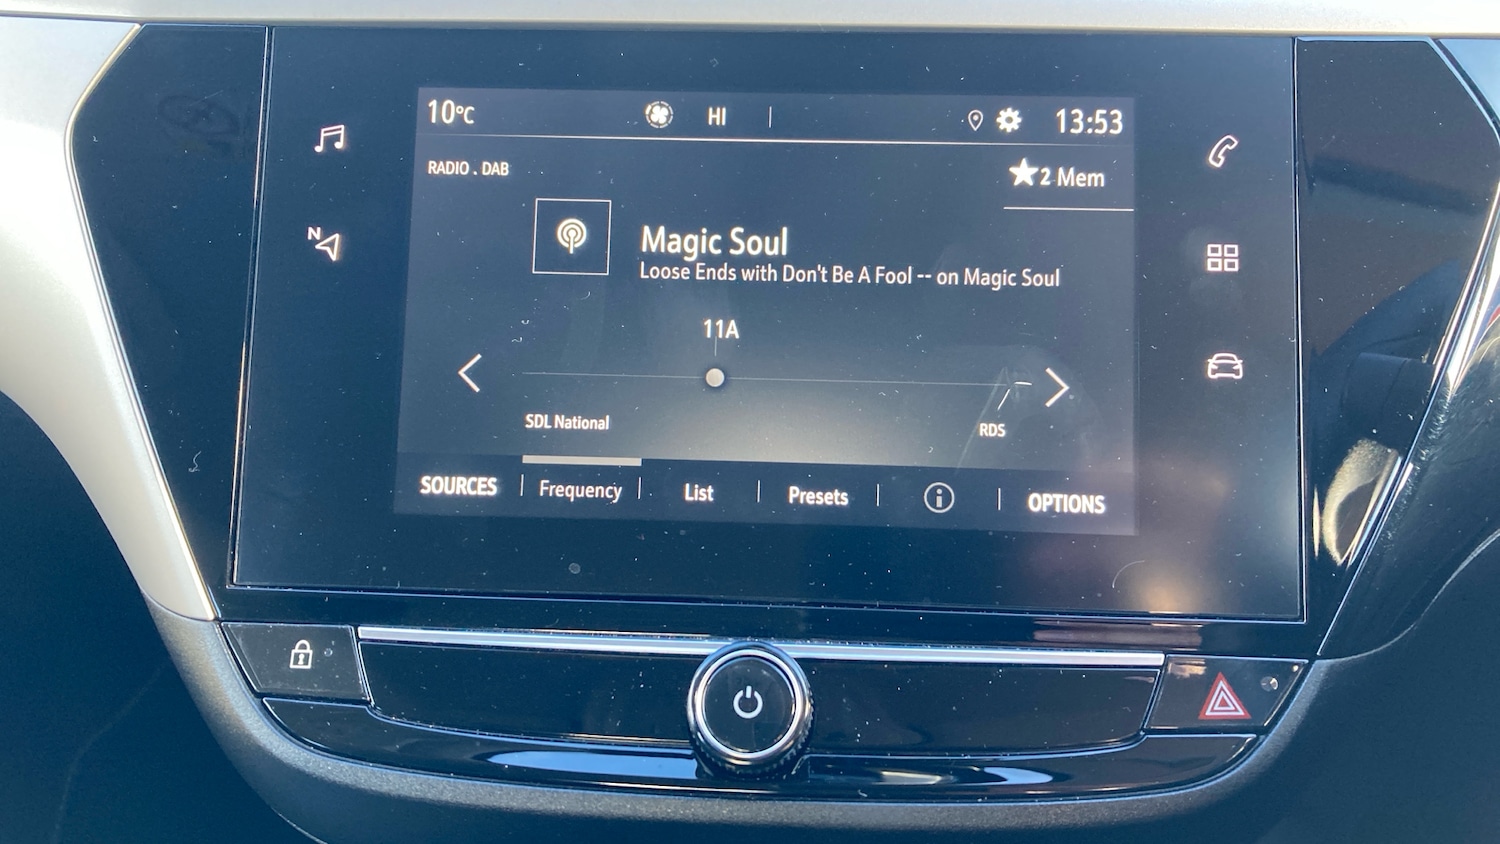 10°C HI 13:53
RADIO . DAB
2 Mem
Magic Soul
Loose Ends with Don't Be A Fool -- on Magic Soul
11A
SDL National RDS
SOURCES Frequency List Presets i OPTIONS
N